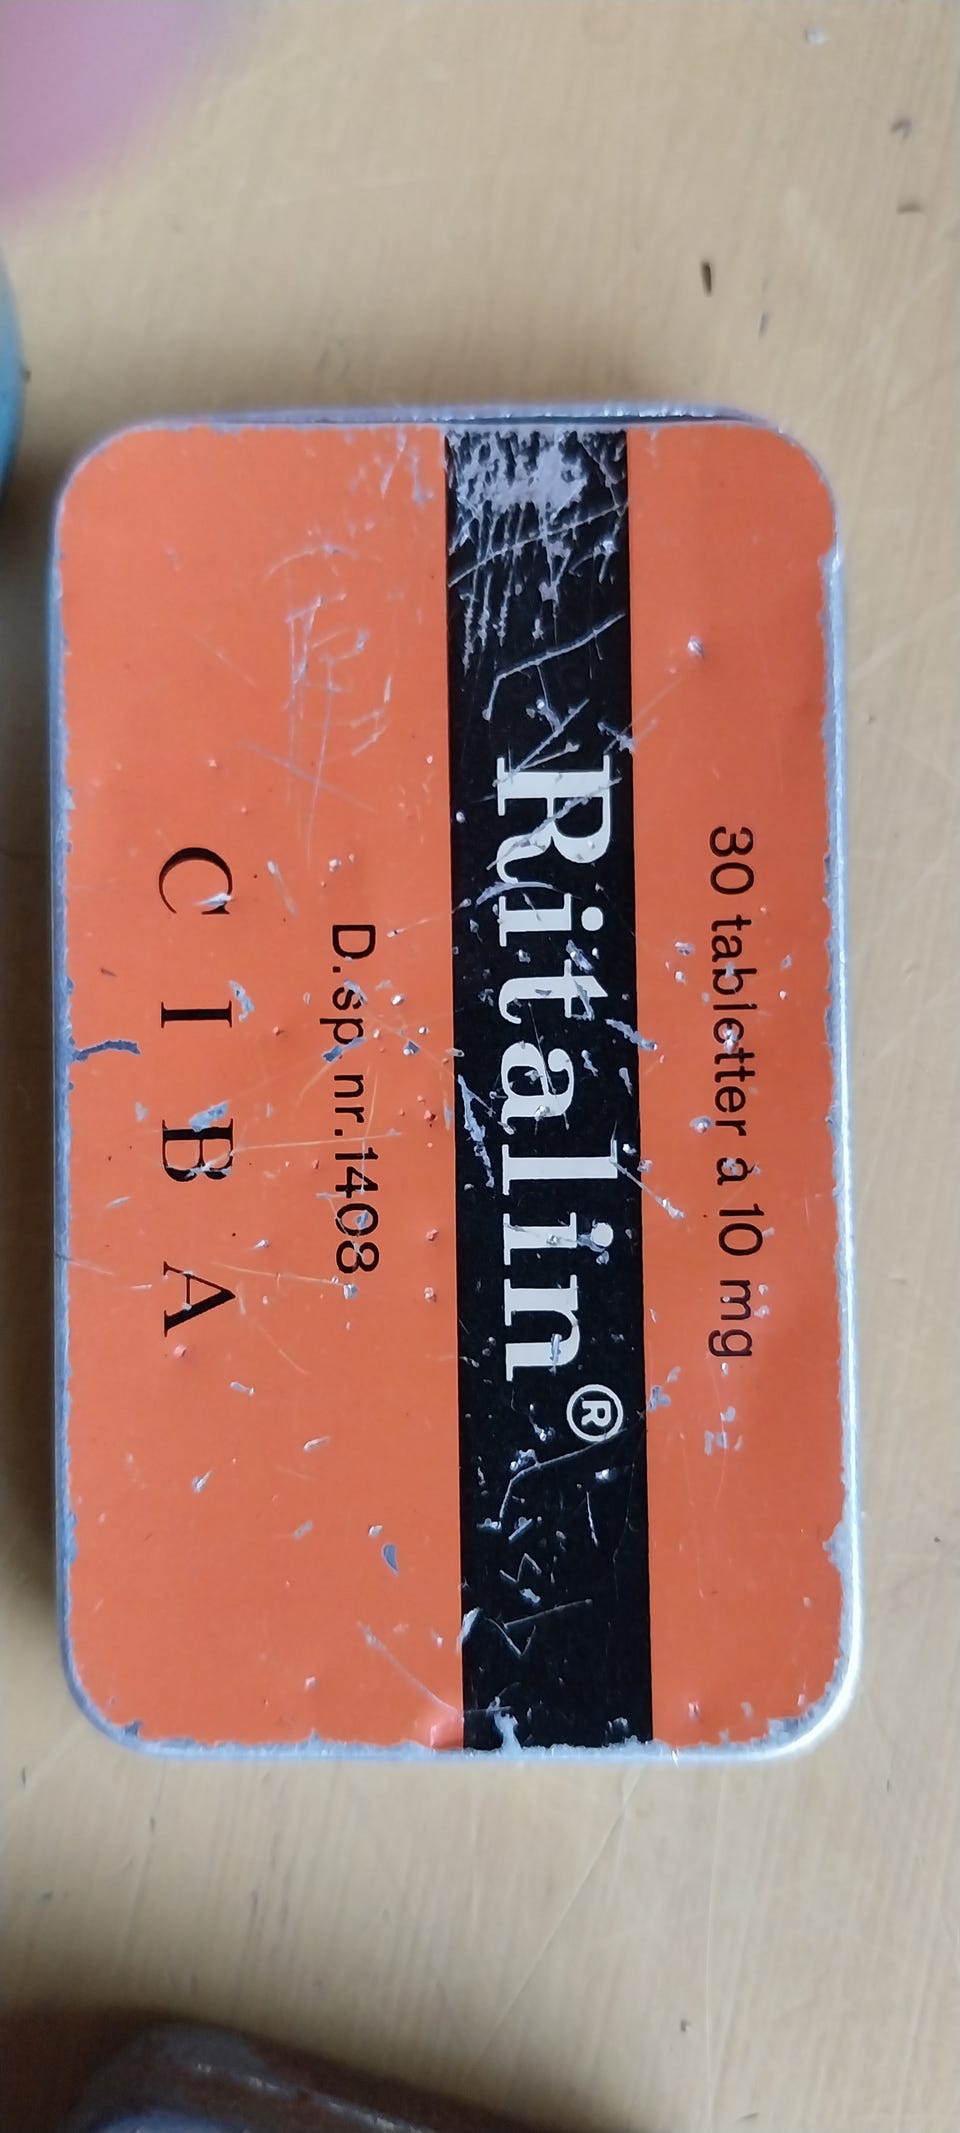 30 tabletter à 10 mg
Ritalin®
D.sp. nr. 1408
CIBA